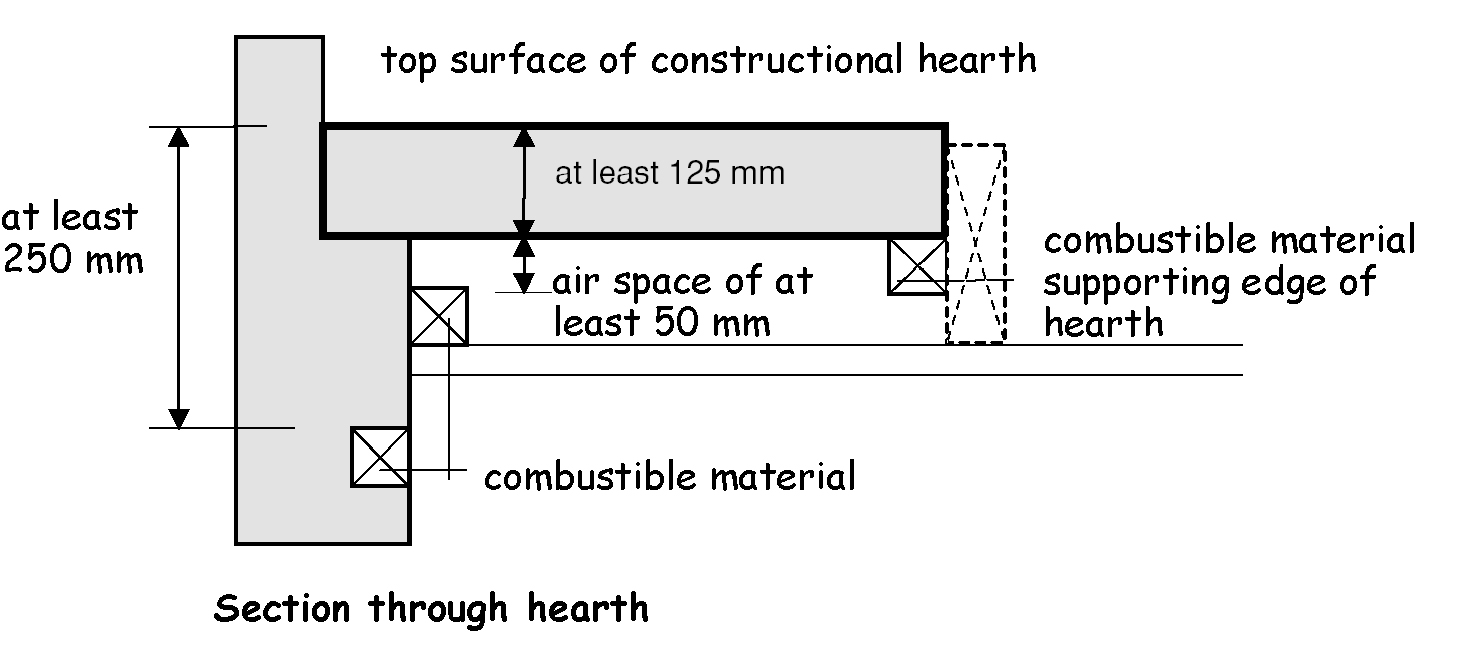 top surface of constructional hearth
at least 125 mm
at least
250 mm
combustible material
supporting edge of
hearth
air space of at
least 50 mm
combustible material
Section through hearth